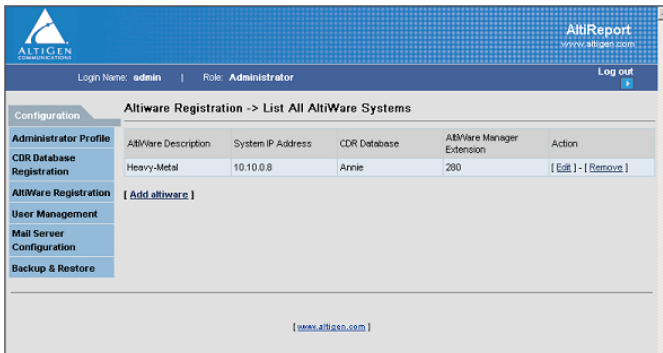 ALTIGEN
COMMUNICATIONS
AltiReport
www.altigen.com
Login Name: admin | Role: Administrator
Log out
Configuration
Altiware Registration -> List All AltiWare Systems
Administrator Profile
CDR Database
Registration
AltiWare Registration
User Management
Mail Server
Configuration
Backup & Restore
AltiWare Description
System IP Address
CDR Database
AltiWare Manager
Extension
Action
Heavy-Metal
10.10.0.8
Annie
280
[ Edit ] - [ Remove ]
[ Add altiware ]
[ www.altigen.com ]